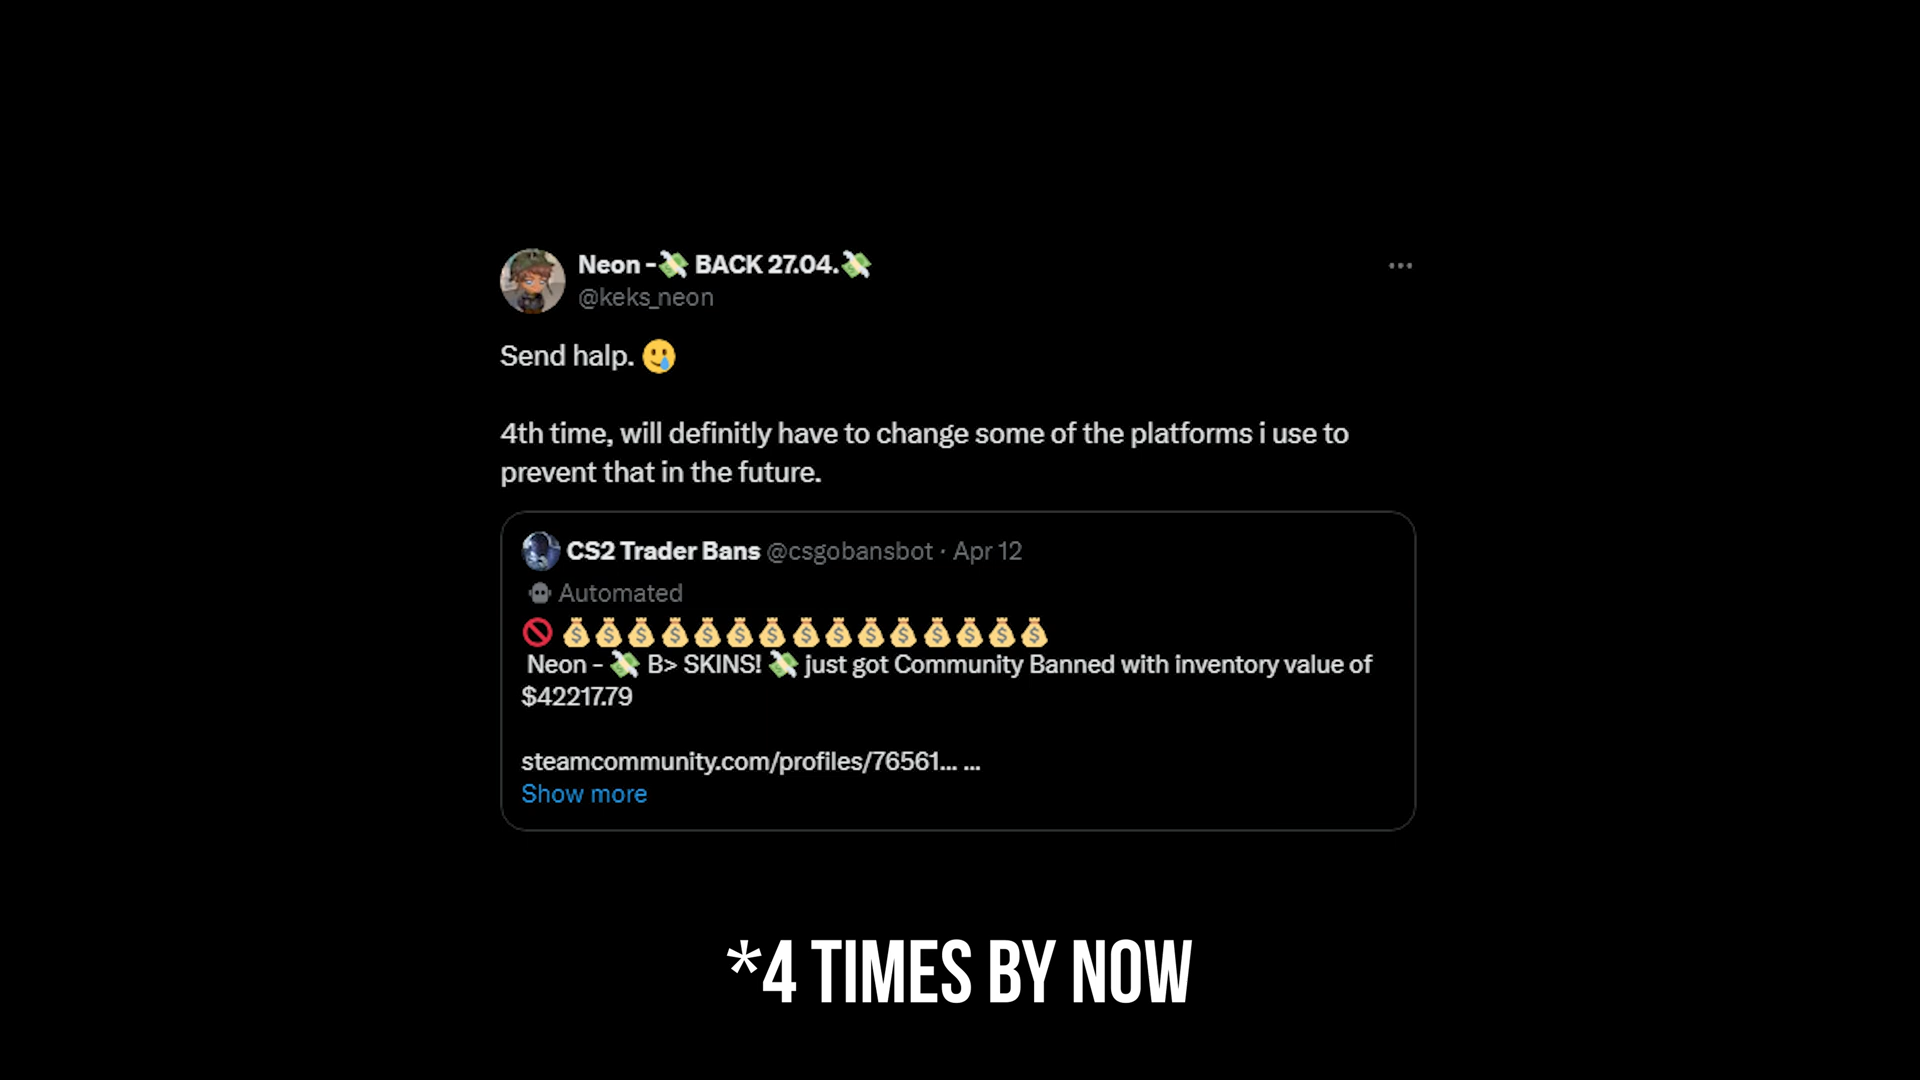 Neon -💸 BACK 27.04.💸
@keks_neon
Send halp. 🥲
4th time, will definitly have to change some of the platforms i use to
prevent that in the future.
CS2 Trader Bans @csgobansbot · Apr 12
Automated
🚫 💰💰💰💰💰💰💰💰💰💰💰💰💰💰💰
Neon - 💸 B> SKINS! 💸 just got Community Banned with inventory value of
$42217.79
steamcommunity.com/profiles/76561... ...
Show more
*4 TIMES BY NOW